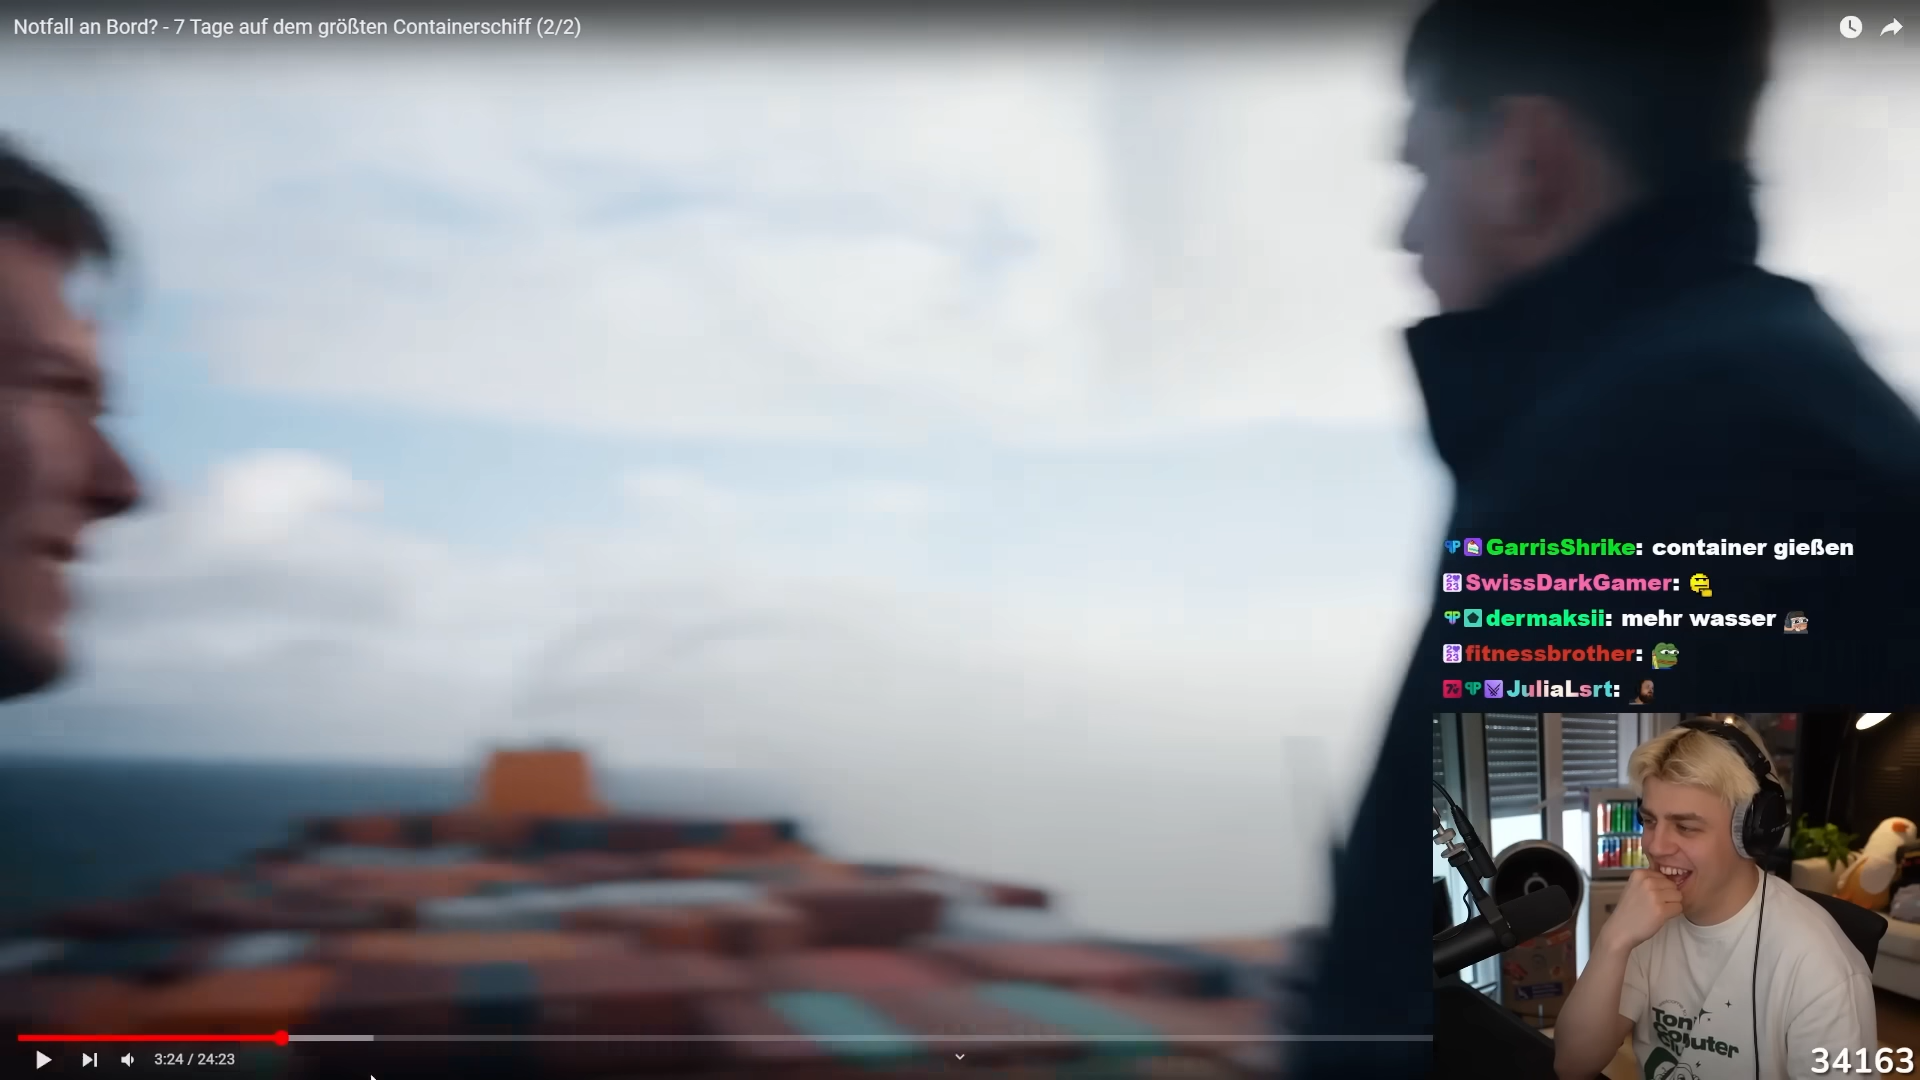 Notfall an Bord? - 7 Tage auf dem größten Containerschiff (2/2)
GarrisShrike: container gießen
SwissDarkGamer:
dermaksii: mehr wasser
fitnessbrother:
JuliaLsrt:
3:24 / 24:23
34163